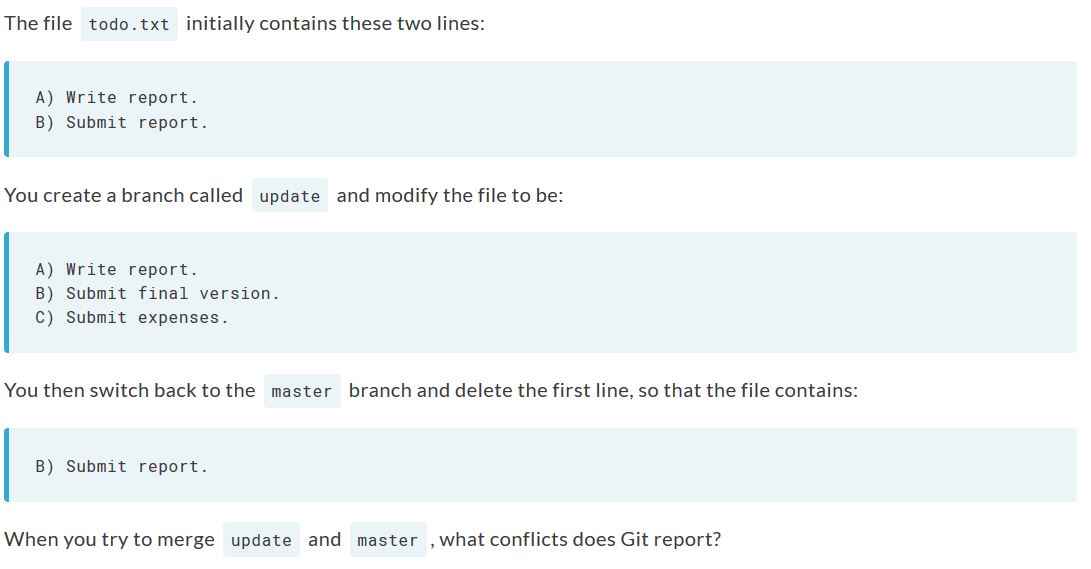 The file todo.txt initially contains these two lines:
A) Write report.
B) Submit report.
You create a branch called update and modify the file to be:
A) Write report.
B) Submit final version.
C) Submit expenses.
You then switch back to the master branch and delete the first line, so that the file contains:
B) Submit report.
When you try to merge update and master , what conflicts does Git report?